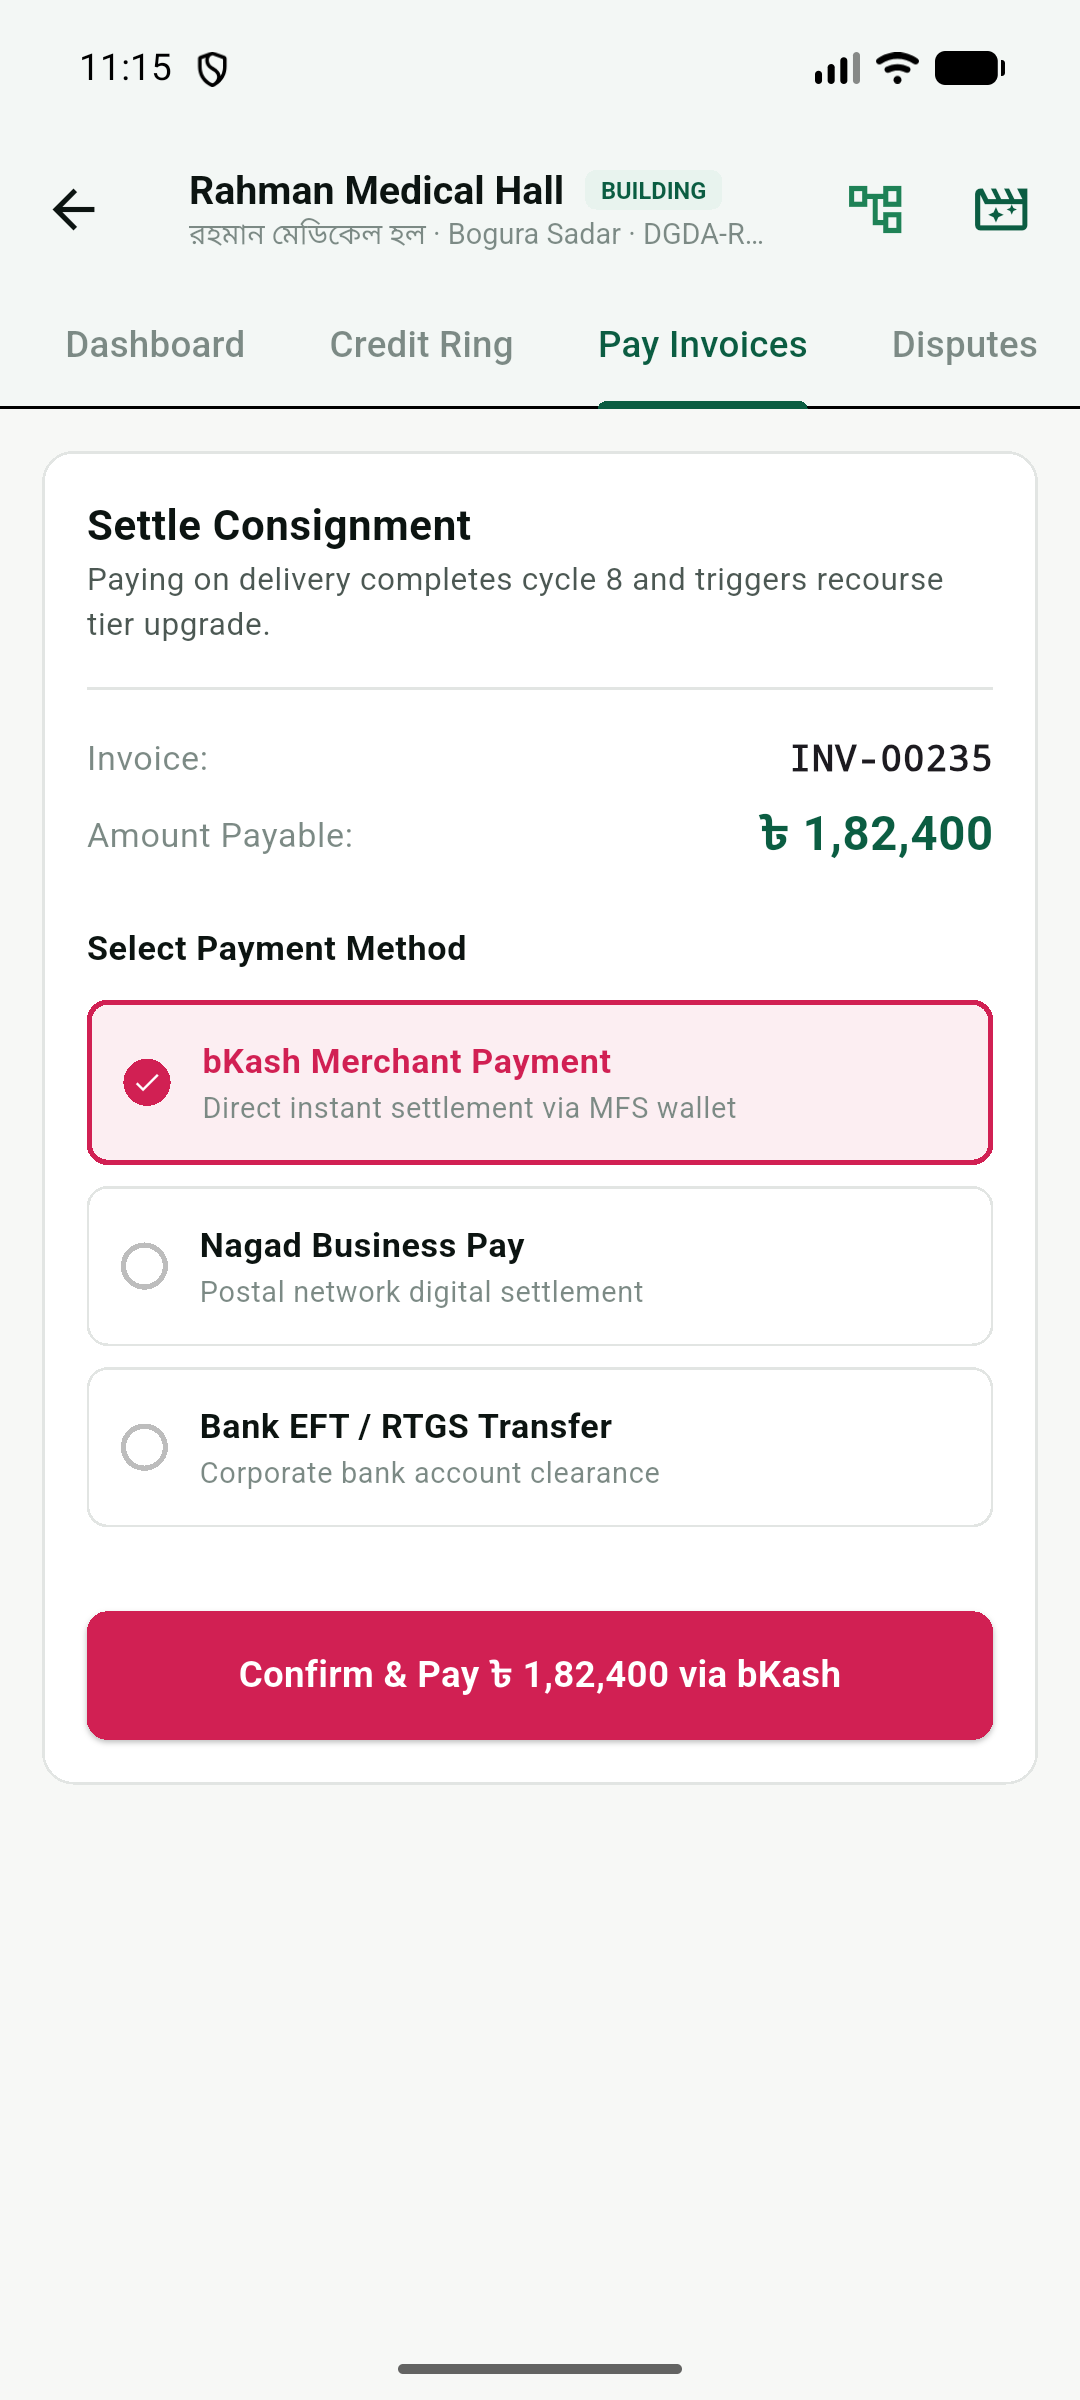 11:15
Rahman Medical Hall BUILDING
রহমান মেডিকেল হল · Bogura Sadar · DGDA-R...
Dashboard Credit Ring Pay Invoices Disputes
Settle Consignment
Paying on delivery completes cycle 8 and triggers recourse
tier upgrade.
Invoice: INV-00235
Amount Payable: ৳ 1,82,400
Select Payment Method
bKash Merchant Payment
Direct instant settlement via MFS wallet
Nagad Business Pay
Postal network digital settlement
Bank EFT / RTGS Transfer
Corporate bank account clearance
Confirm & Pay ৳ 1,82,400 via bKash